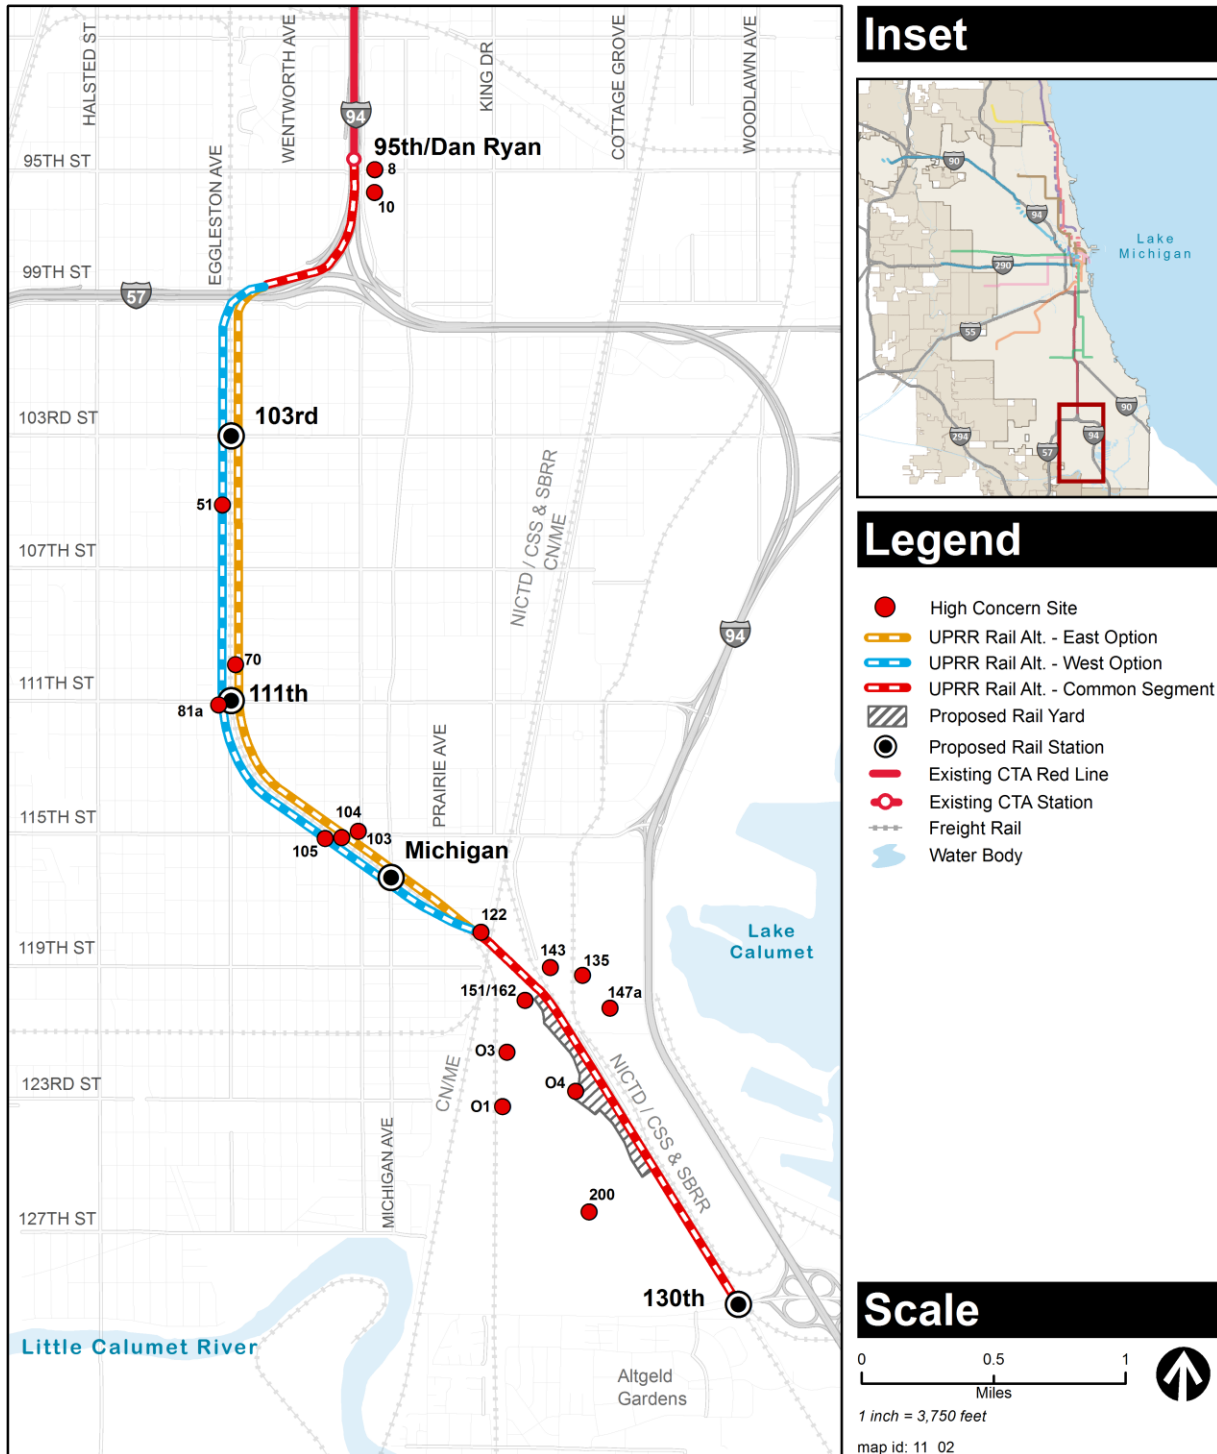 HALSTED ST
WENTWORTH AVE
KING DR
COTTAGE GROVE
WOODLAWN AVE
94
95th/Dan Ryan
95TH ST
8
10
EGGLESTON AVE
99TH ST
57
103RD ST
103rd
51
NICTD / CSS & SBRR
CN/ME
107TH ST
94
70
111TH ST
111th
81a
PRAIRIE AVE
115TH ST
104
103
105
Michigan
122
119TH ST
143
135
151/162
147a
Lake
Calumet
O3
CN/ME
NICTD / CSS & SBRR
123RD ST
O4
O1
MICHIGAN AVE
200
127TH ST
130th
Little Calumet River
Altgeld
Gardens
Inset
90
94
Lake
Michigan
290
55
90
294
57
94
Legend
High Concern Site
UPRR Rail Alt. - East Option
UPRR Rail Alt. - West Option
UPRR Rail Alt. - Common Segment
Proposed Rail Yard
Proposed Rail Station
Existing CTA Red Line
Existing CTA Station
Freight Rail
Water Body
Scale
0 0.5 1
Miles
1 inch = 3,750 feet
map id: 11_02